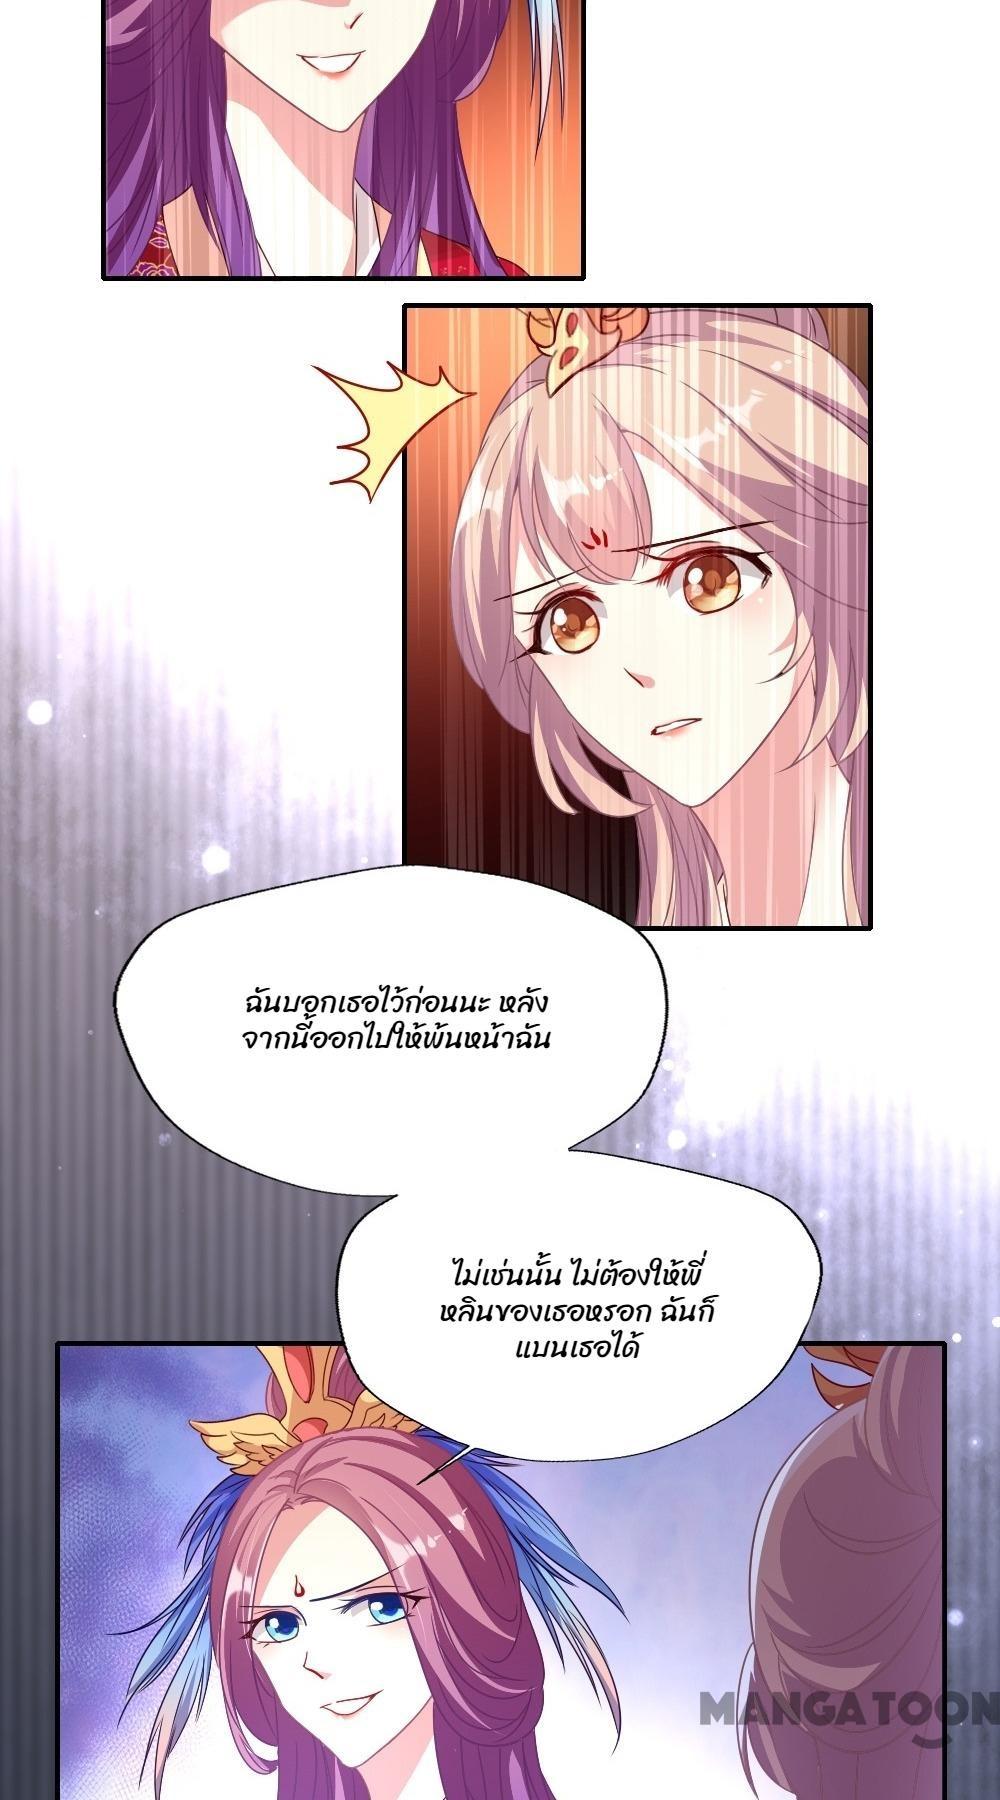 ฉันบอกเธอไว้ก่อนนะ หลัง
จากนี้ออกไปให้พ้นหน้าฉัน
ไม่เช่นนั้น ไม่ต้องให้พี่
หลินของเธอหรอก ฉันก็
แบนเธอได้
MANGATOON